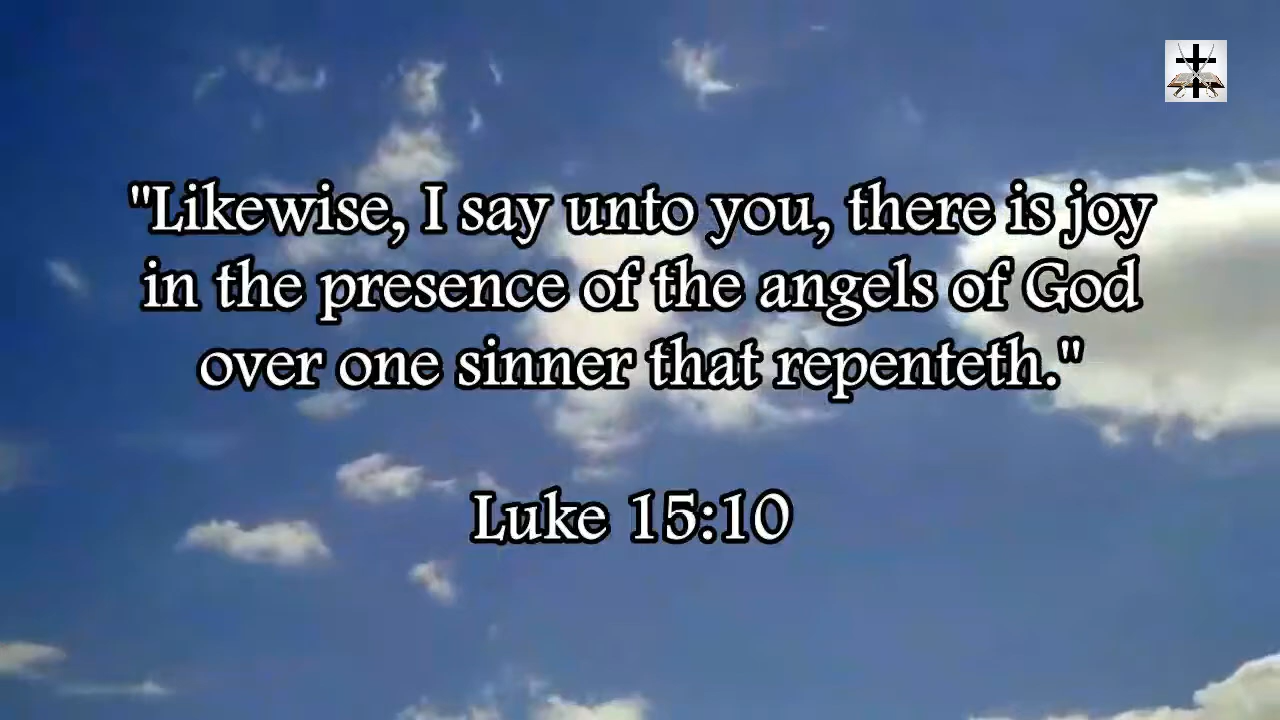 "Likewise, I say unto you, there is joy
in the presence of the angels of God
over one sinner that repenteth."
Luke 15:10